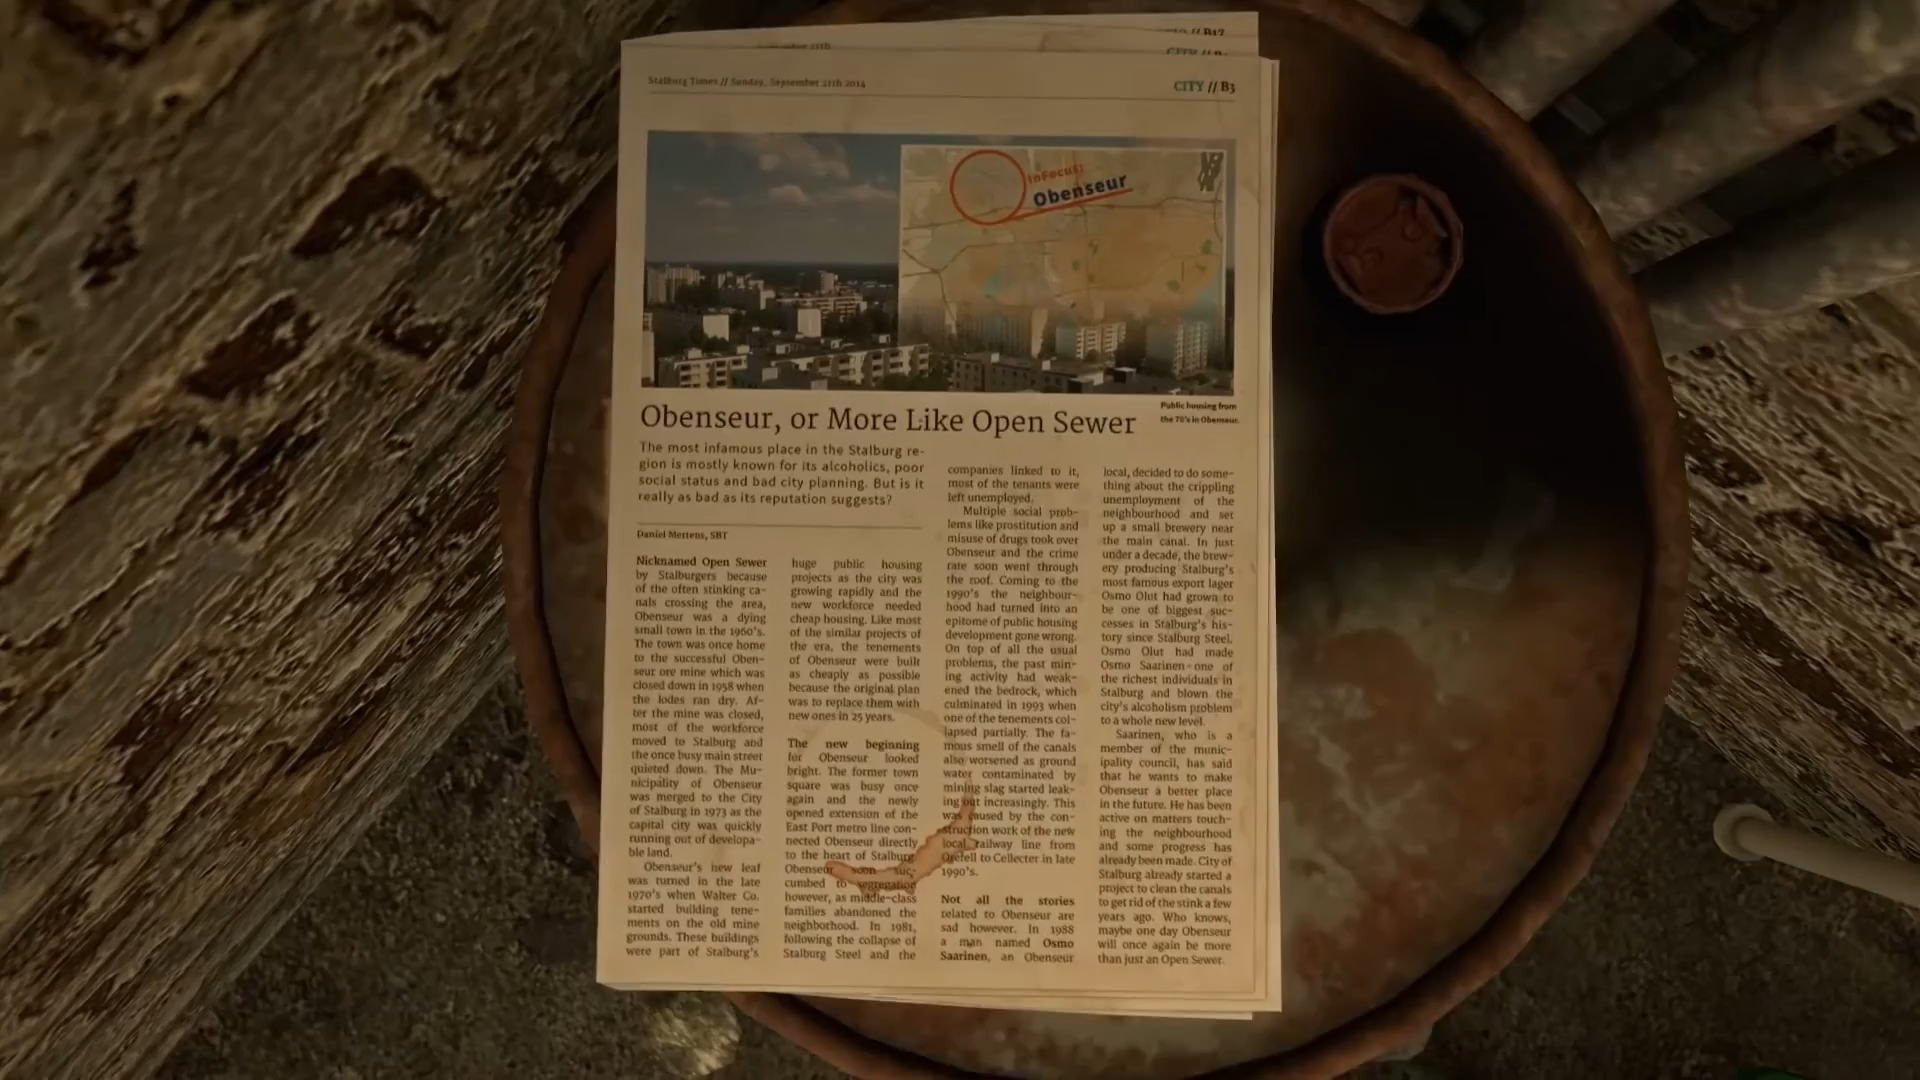 CITY // B17
Stalburg Times // Sunday, September 21th 2014
CITY // B3
InFocus:
Obenseur
Public housing from
the 70's in Obenseur.
Obenseur, or More Like Open Sewer
The most infamous place in the Stalburg re-
gion is mostly known for its alcoholics, poor
social status and bad city planning. But is it
really as bad as its reputation suggests?
Daniel Mertens, SBT
Nicknamed Open Sewer
by Stalburgers because
of the often stinking ca-
nals crossing the area,
Obenseur was a dying
small town in the 1960's.
The town was once home
to the successful Oben-
seur ore mine which was
closed down in 1958 when
the lodes ran dry. Af-
ter the mine was closed,
most of the workforce
moved to Stalburg and
the once busy main street
quieted down. The Mu-
nicipality of Obenseur
was merged to the City
of Stalburg in 1973 as the
capital city was quickly
running out of developa-
ble land.
Obenseur's new leaf
was turned in the late
1970's when Walter Co.
started building tene-
ments on the old mine
grounds. These buildings
were part of Stalburg's
huge public housing
projects as the city was
growing rapidly and the
new workforce needed
cheap housing. Like most
of the similar projects of
the era, the tenements
of Obenseur were built
as cheaply as possible
because the original plan
was to replace them with
new ones in 25 years.
The new beginning
for Obenseur looked
bright. The former town
square was busy once
again and the newly
opened extension of the
East Port metro line con-
nected Obenseur directly
to the heart of Stalburg
Obenseur soon suc-
cumbed to segregation
however, as middle-class
families abandoned the
neighborhood. In 1981,
following the collapse of
Stalburg Steel and the
companies linked to it,
most of the tenants were
left unemployed.
Multiple social prob-
lems like prostitution and
misuse of drugs took over
Obenseur and the crime
rate soon went through
the roof. Coming to the
1990's the neighbour-
hood had turned into an
epitome of public housing
development gone wrong.
On top of all the usual
problems, the past min-
ing activity had weak-
ened the bedrock, which
culminated in 1993 when
one of the tenements col-
lapsed partially. The fa-
mous smell of the canals
also worsened as ground
water contaminated by
mining slag started leak-
ing out increasingly. This
was caused by the con-
struction work of the new
local railway line from
Orefell to Cellecter in late
1990's.
Not all the stories
related to Obenseur are
sad however. In 1988
a man named Osmo
Saarinen, an Obenseur
local, decided to do some-
thing about the crippling
unemployment of the
neighbourhood and set
up a small brewery near
the main canal. In just
under a decade, the brew-
ery producing Stalburg's
most famous export lager
Osmo Olut had grown to
be one of biggest suc-
cesses in Stalburg's his-
tory since Stalburg Steel.
Osmo Olut had made
Osmo Saarinen one of
the richest individuals in
Stalburg and blown the
city's alcoholism problem
to a whole new level.
Saarinen, who is a
member of the munic-
ipality council, has said
that he wants to make
Obenseur a better place
in the future. He has been
active on matters touch-
ing the neighbourhood
and some progress has
already been made. City of
Stalburg already started a
project to clean the canals
to get rid of the stink a few
years ago. Who knows,
maybe one day Obenseur
will once again be more
than just an Open Sewer.